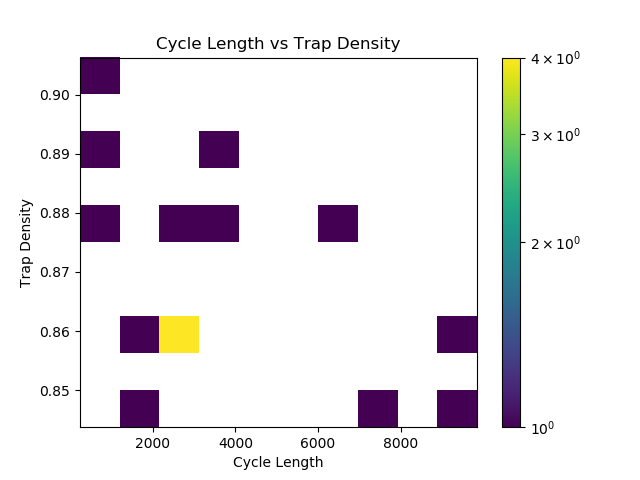 Cycle Length vs Trap Density
0.90
0.89
0.88
0.87
0.86
0.85
Trap Density
2000 4000 6000 8000
Cycle Length
4 × 10⁰
3 × 10⁰
2 × 10⁰
10⁰